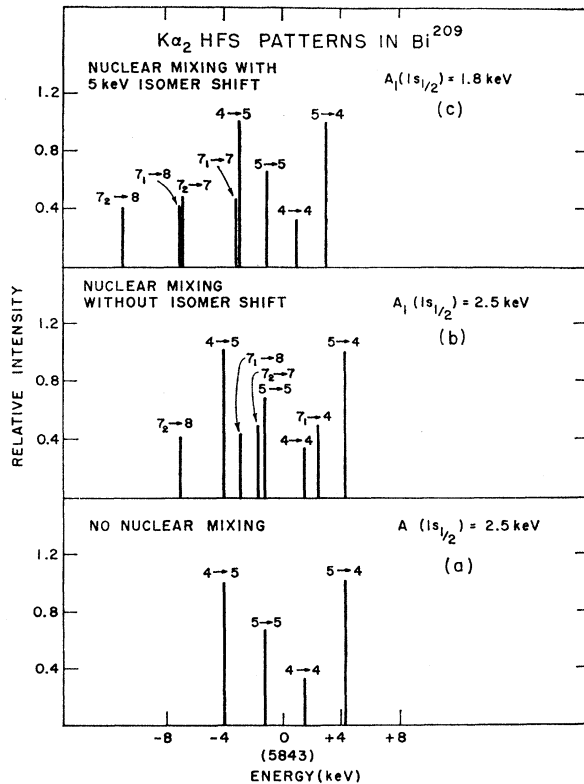 -8 -4 0 +4 +8
Kα₂ HFS PATTERNS IN Bi²⁰⁹
NUCLEAR MIXING WITH
5 keV ISOMER SHIFT
A₁(1s₁/₂) = 1.8 keV
(c)
1.2
0.8
0.4
4→5
5→4
7₁→7
5→5
7₁→8
7₂→7
7₂→8
4→4
NUCLEAR MIXING
WITHOUT ISOMER SHIFT
A₁(1s₁/₂) = 2.5 keV
(b)
1.2
0.8
0.4
4→5
5→4
7₁→8
7₂→7
5→5
7₂→8
7₁→4
4→4
NO NUCLEAR MIXING
A (1s₁/₂) = 2.5 keV
(a)
1.2
0.8
0.4
4→5
5→4
5→5
4→4
RELATIVE INTENSITY
-8 -4 0 +4 +8
(5843)
ENERGY (keV)